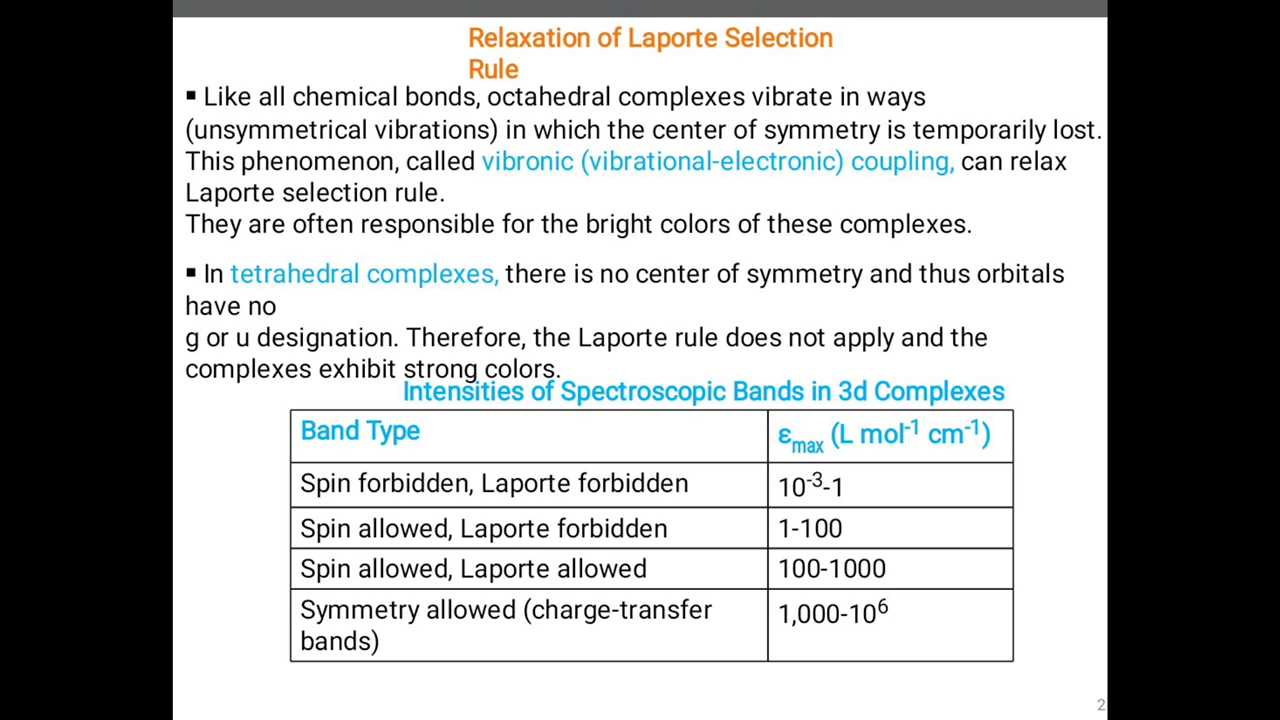 Relaxation of Laporte Selection
Rule
▪ Like all chemical bonds, octahedral complexes vibrate in ways
(unsymmetrical vibrations) in which the center of symmetry is temporarily lost.
This phenomenon, called vibronic (vibrational-electronic) coupling, can relax
Laporte selection rule.
They are often responsible for the bright colors of these complexes.
▪ In tetrahedral complexes, there is no center of symmetry and thus orbitals
have no
g or u designation. Therefore, the Laporte rule does not apply and the
complexes exhibit strong colors.
Intensities of Spectroscopic Bands in 3d Complexes
Band Type εmax (L mol⁻¹ cm⁻¹)
Spin forbidden, Laporte forbidden 10⁻³-1
Spin allowed, Laporte forbidden 1-100
Spin allowed, Laporte allowed 100-1000
Symmetry allowed (charge-transfer 1,000-10⁶
bands)
2